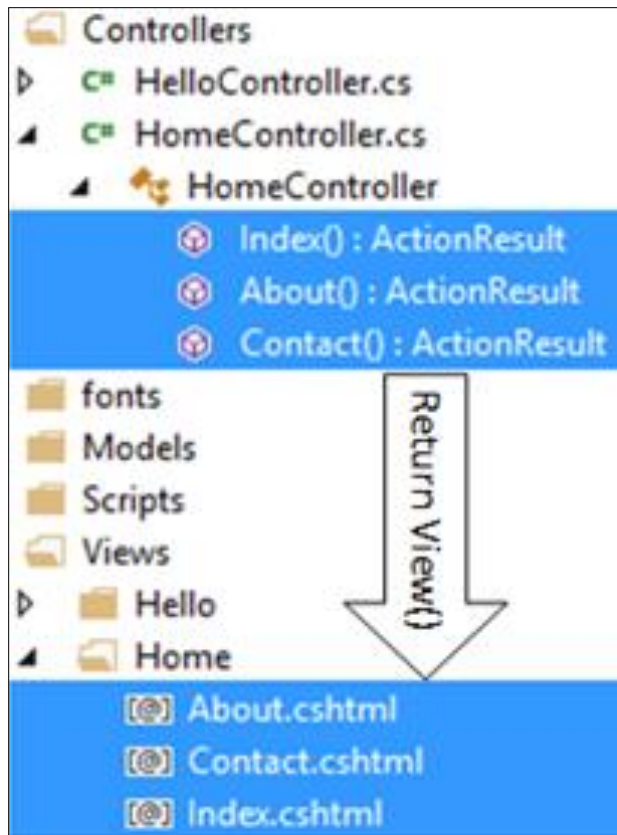 Controllers
C# HelloController.cs
C# HomeController.cs
HomeController
Index() : ActionResult
About() : ActionResult
Contact() : ActionResult
fonts
Models
Scripts
Views
Return View()
Hello
Home
[@] About.cshtml
[@] Contact.cshtml
[@] Index.cshtml